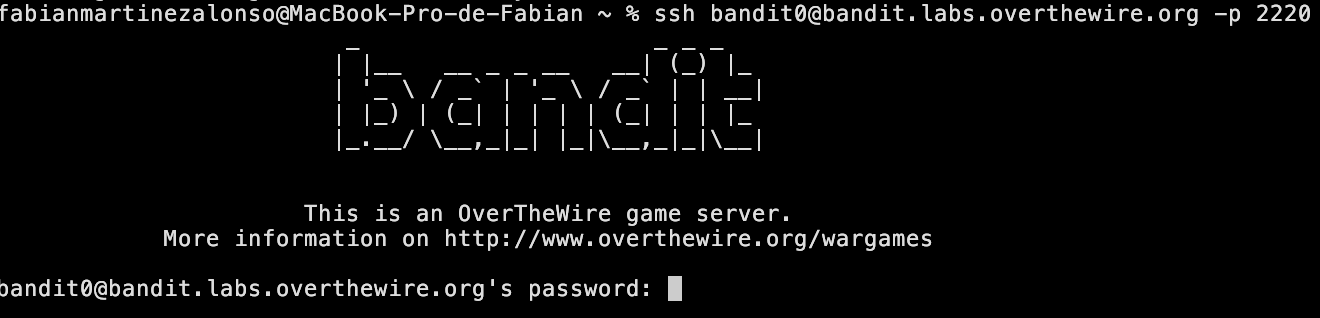 fabianmartinezalonso@MacBook-Pro-de-Fabian ~ % ssh bandit0@bandit.labs.overthewire.org -p 2220
bandit
This is an OverTheWire game server.
More information on http://www.overthewire.org/wargames
bandit0@bandit.labs.overthewire.org's password: